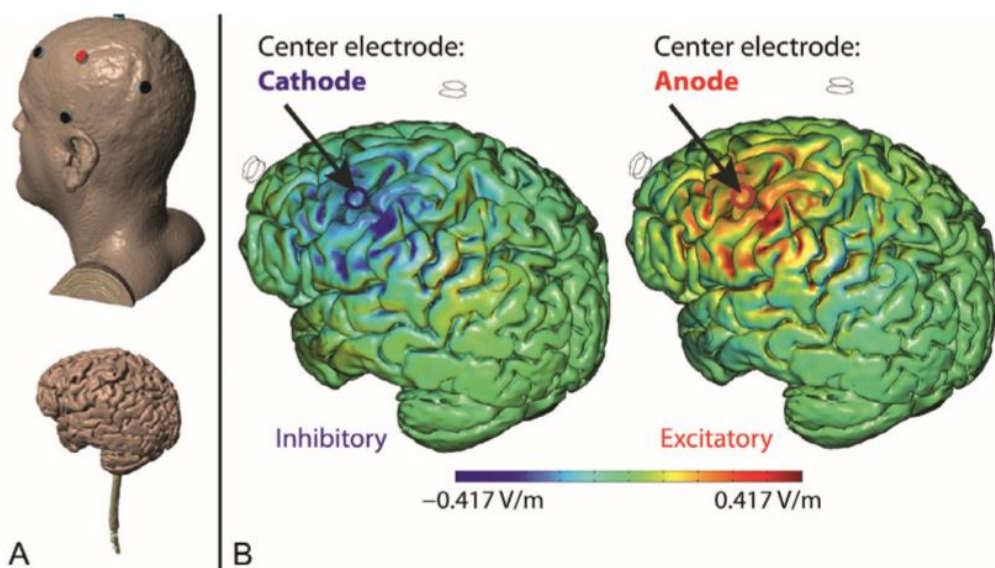 Center electrode:
Cathode
Center electrode:
Anode
Inhibitory
Excitatory
−0.417 V/m
0.417 V/m
A
B